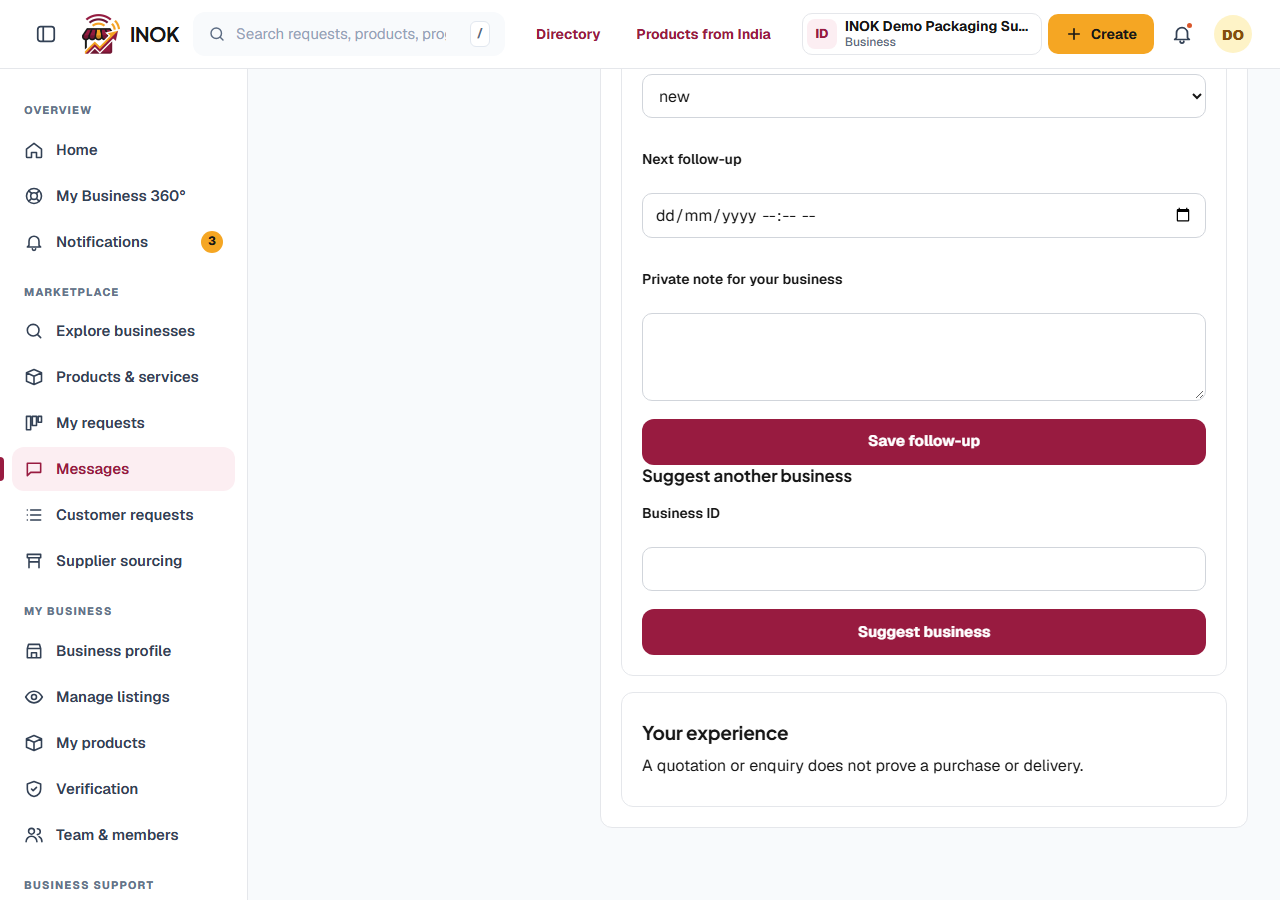 INOK
Search requests, products, pro
/
Directory
Products from India
ID
INOK Demo Packaging Su...
Business
Create
DO
OVERVIEW
Home
My Business 360°
Notifications
3
MARKETPLACE
Explore businesses
Products & services
My requests
Messages
Customer requests
Supplier sourcing
MY BUSINESS
Business profile
Manage listings
My products
Verification
Team & members
BUSINESS SUPPORT
new
Next follow-up
dd/mm/yyyy --:-- --
Private note for your business
Save follow-up
Suggest another business
Business ID
Suggest business
Your experience
A quotation or enquiry does not prove a purchase or delivery.